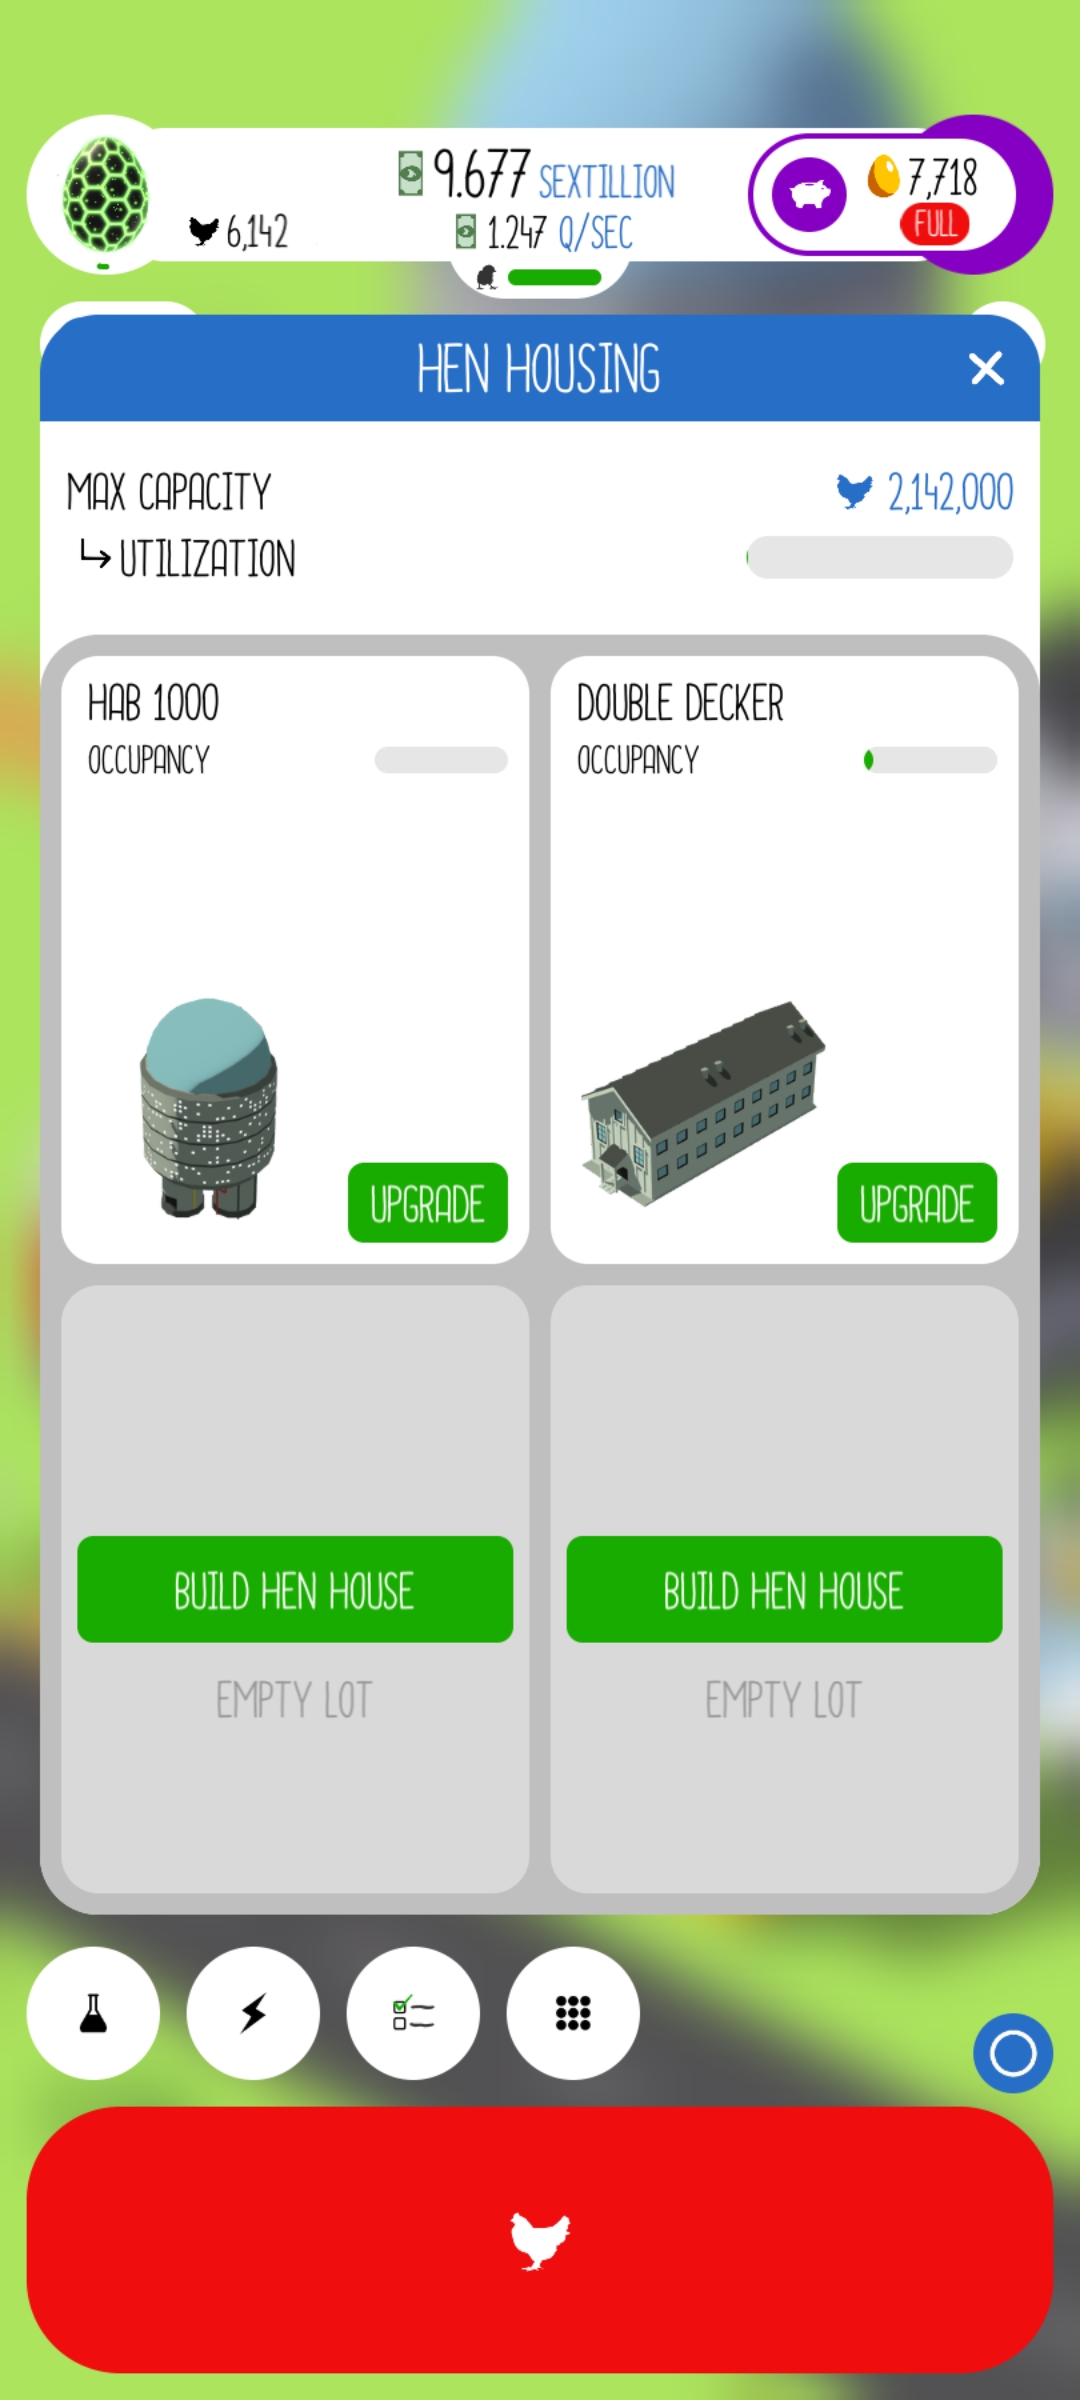 9.677 SEXTILLION
6,142
1.247 Q/SEC
7,718
FULL
HEN HOUSING
MAX CAPACITY
2,142,000
UTILIZATION
HAB 1000
OCCUPANCY
UPGRADE
DOUBLE DECKER
OCCUPANCY
UPGRADE
BUILD HEN HOUSE
EMPTY LOT
BUILD HEN HOUSE
EMPTY LOT